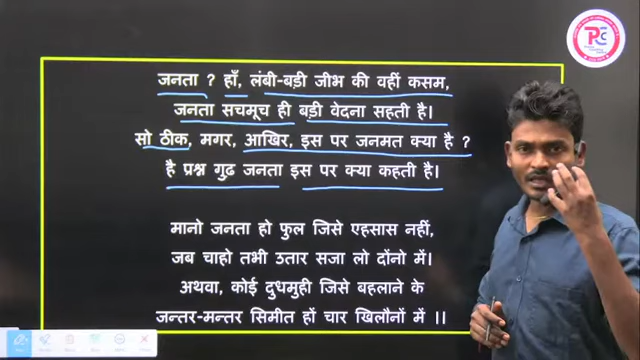 जनता ? हाँ, लंबी-बड़ी जीभ की वहीं कसम,
जनता सचमूच ही बड़ी वेदना सहती है।
सो ठीक, मगर, आखिर, इस पर जनमत क्या है ?
है प्रश्न गुढ जनता इस पर क्या कहती है।
मानो जनता हो फुल जिसे एहसास नहीं,
जब चाहो तभी उतार सजा लो दोंनो में।
अथवा, कोई दुधमुही जिसे बहलाने के
जन्तर-मन्तर सिमीत हों चार खिलौनों में ।।
PC